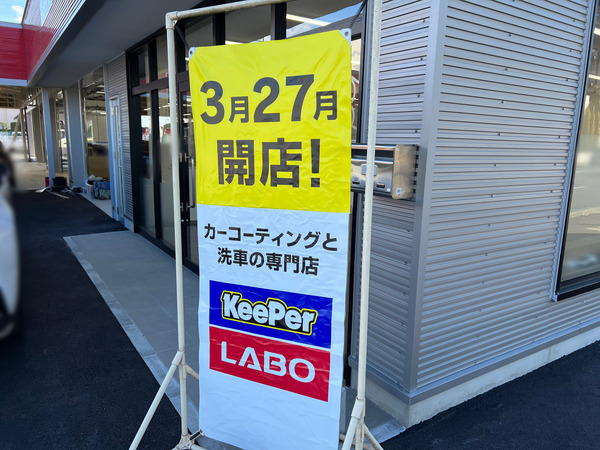 3月27月
開店!
カーコーティングと
洗車の専門店
KeePer
LABO